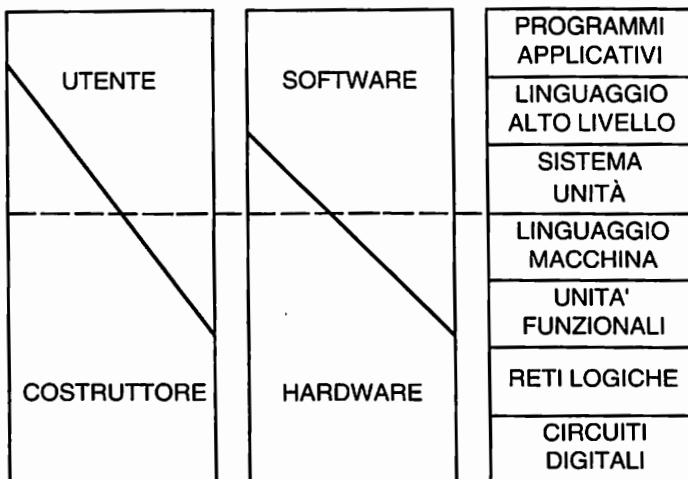 UTENTE
COSTRUTTORE
SOFTWARE
HARDWARE
PROGRAMMI
APPLICATIVI
LINGUAGGIO
ALTO LIVELLO
SISTEMA
UNITÀ
LINGUAGGIO
MACCHINA
UNITA'
FUNZIONALI
RETI LOGICHE
CIRCUITI
DIGITALI